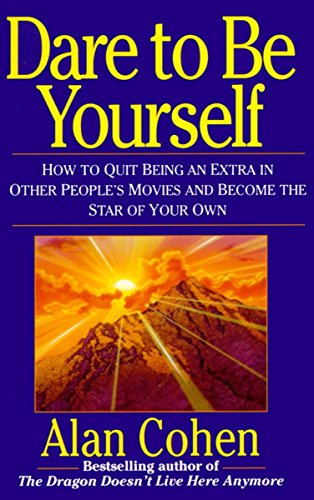 Dare to Be
Yourself
HOW TO QUIT BEING AN EXTRA IN
OTHER PEOPLE'S MOVIES AND BECOME THE
STAR OF YOUR OWN
Alan Cohen
Bestselling author of
The Dragon Doesn't Live Here Anymore